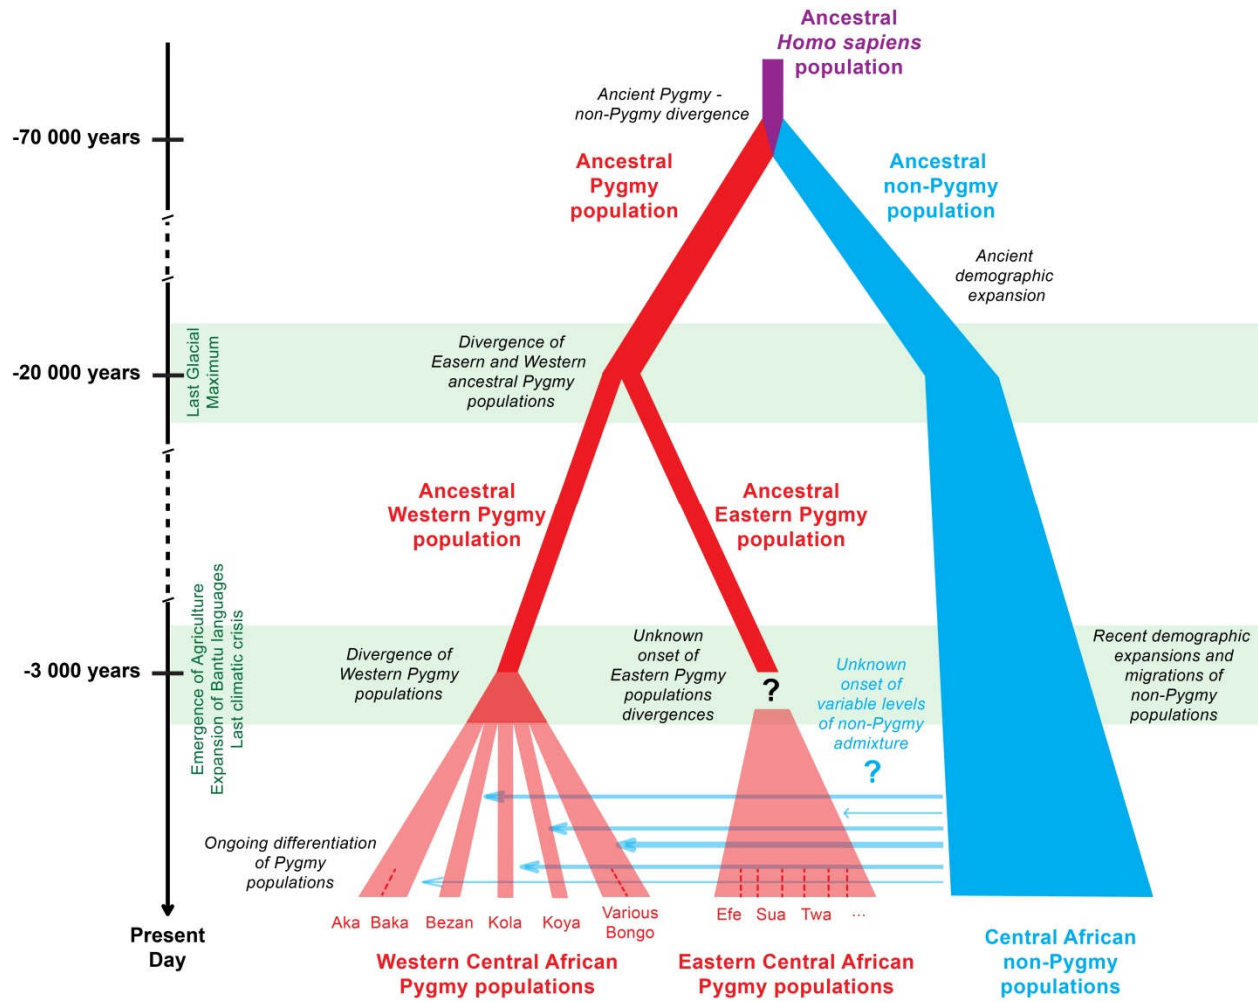 Ancestral
Homo sapiens
population
Ancient Pygmy -
non-Pygmy divergence
-70 000 years
Ancestral
Pygmy
population
Ancestral
non-Pygmy
population
Ancient
demographic
expansion
Last Glacial
Maximum
Divergence of
Easern and Western
ancestral Pygmy
populations
-20 000 years
Ancestral
Western Pygmy
population
Ancestral
Eastern Pygmy
population
Emergence of Agriculture
Expansion of Bantu languages
Last climatic crisis
-3 000 years
Divergence of
Western Pygmy
populations
Unknown
onset of
Eastern Pygmy
populations
divergences
?
Unknown
onset of
variable levels
of non-Pygmy
admixture
?
Recent demographic
expansions and
migrations of
non-Pygmy
populations
Ongoing differentiation
of Pygmy
populations
Aka Baka Bezan Kola Koya Various
Bongo
Efe Sua Twa ...
Present
Day
Western Central African
Pygmy populations
Eastern Central African
Pygmy populations
Central African
non-Pygmy
populations